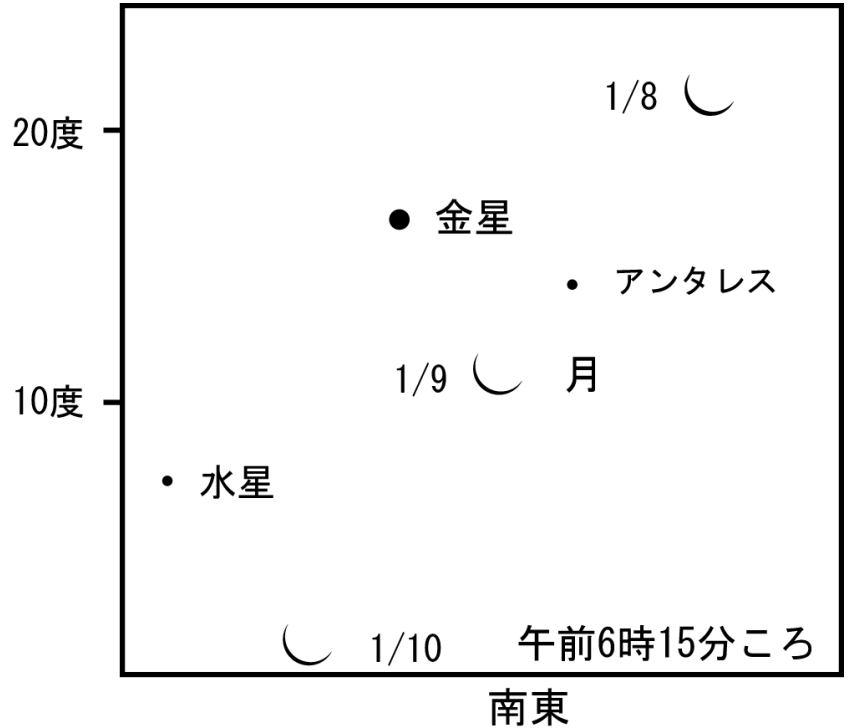 1/8
20度
金星
アンタレス
1/9
月
10度
水星
1/10
午前6時15分ころ
南東